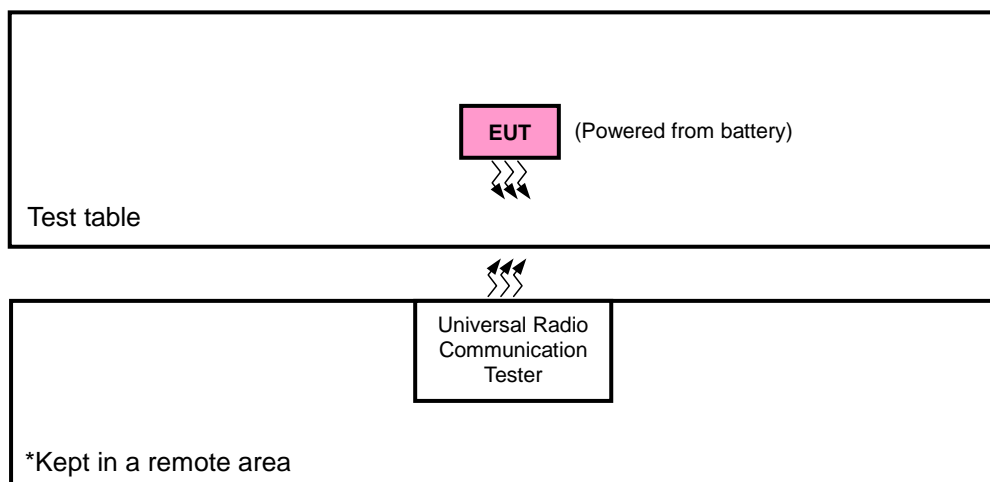 EUT
(Powered from battery)
Test table
Universal Radio
Communication
Tester
*Kept in a remote area